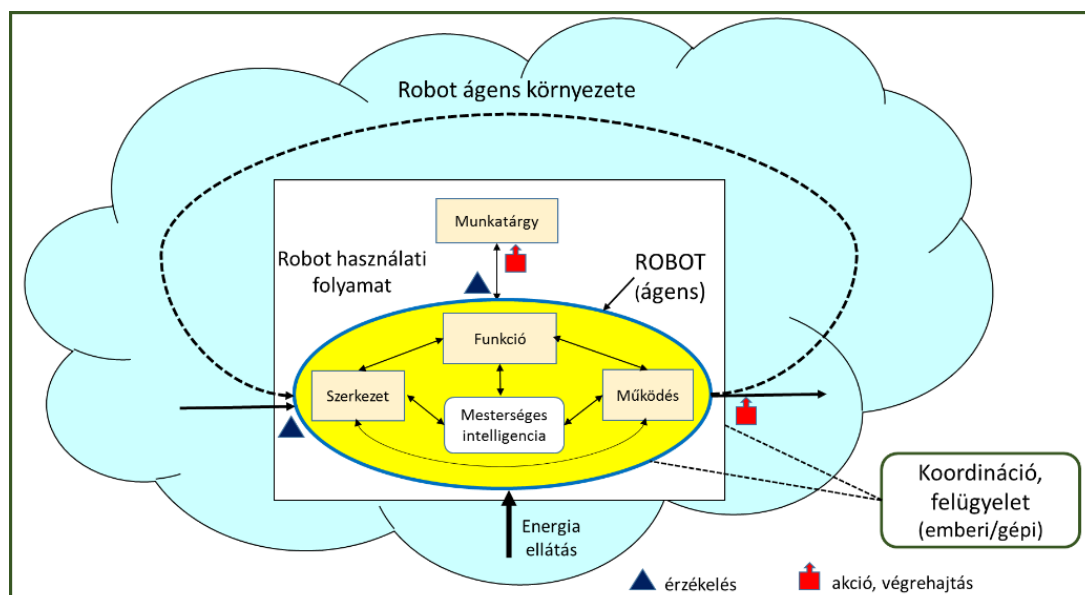 Robot ágens környezete
Munkatárgy
Robot használati
folyamat
ROBOT
(ágens)
Funkció
Szerkezet
Működés
Mesterséges
intelligencia
Koordináció,
felügyelet
(emberi/gépi)
Energia
ellátás
érzékelés
akció, végrehajtás